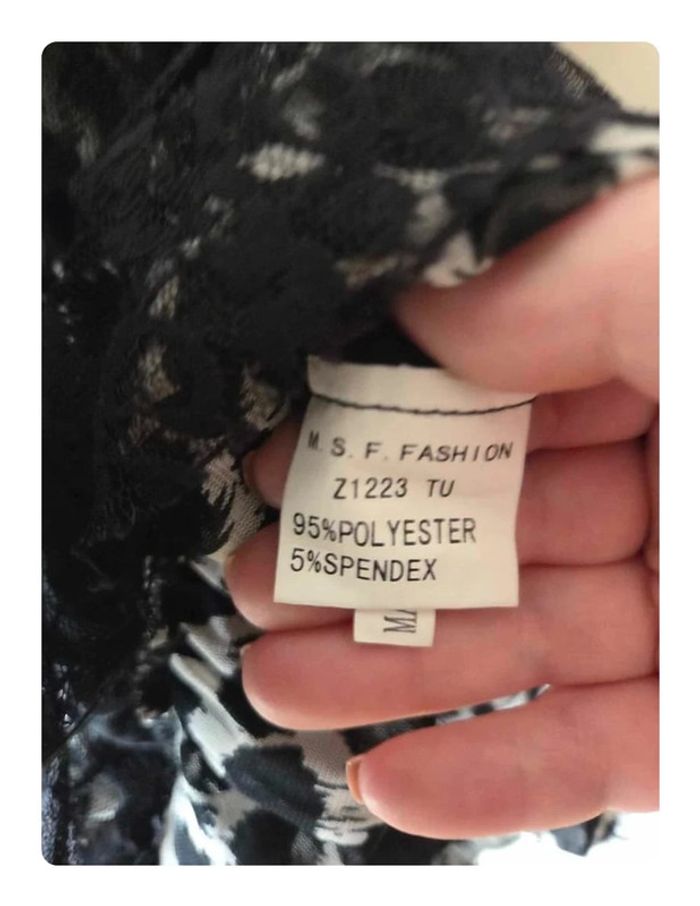 M. S. F. FASHION
Z1223 TU
95%POLYESTER
5%SPENDEX